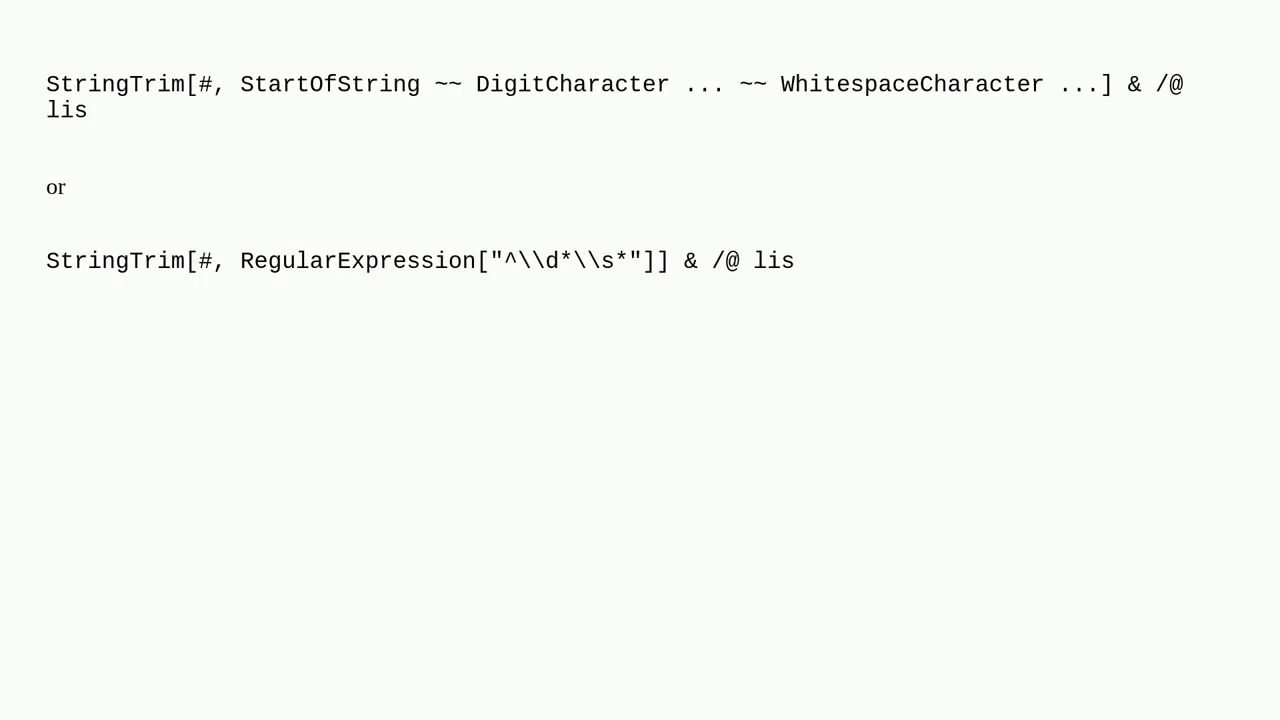 StringTrim[#, StartOfString ~~ DigitCharacter ... ~~ WhitespaceCharacter ...] & /@
lis
or
StringTrim[#, RegularExpression["^\\d*\\s*"]] & /@ lis